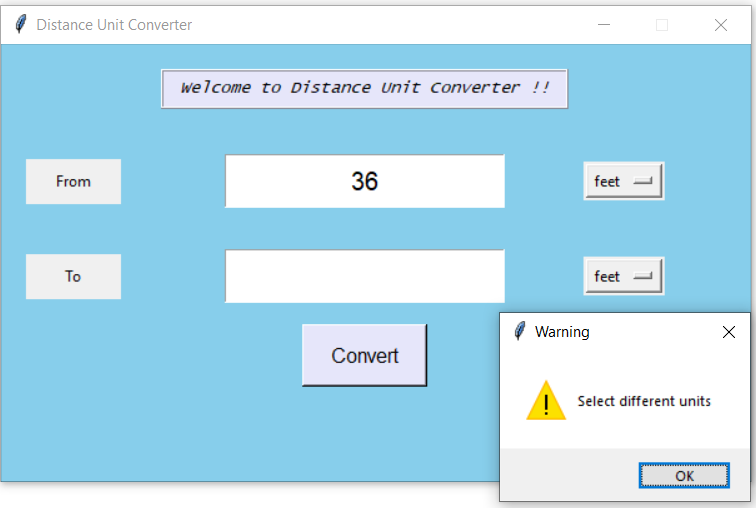 Distance Unit Converter
Welcome to Distance Unit Converter !!
From
36
feet
To
feet
Convert
Warning
Select different units
OK